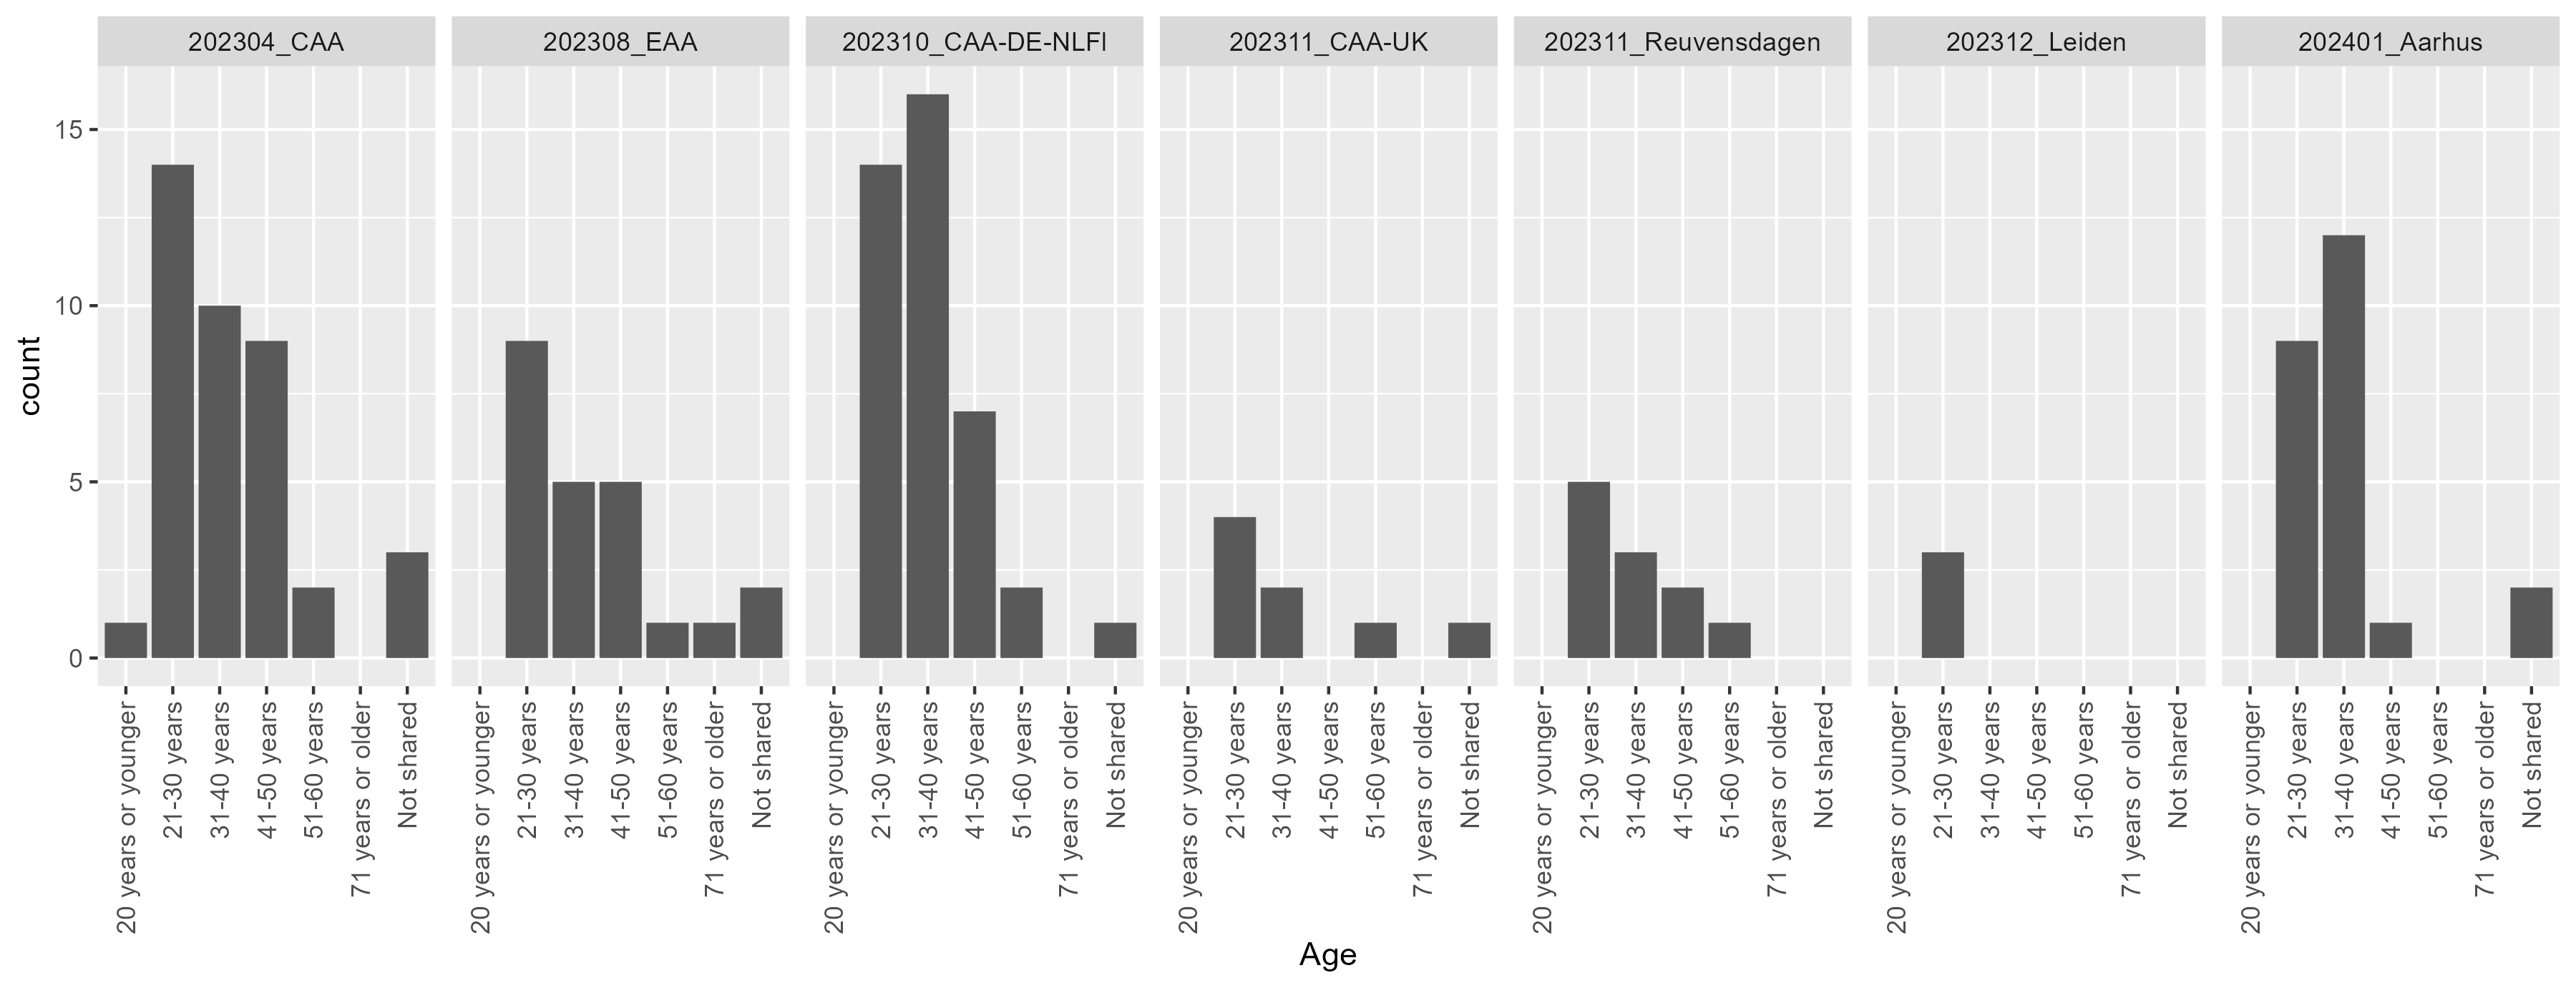 202304_CAA
202308_EAA
202310_CAA-DE-NLFI
202311_CAA-UK
202311_Reuvensdagen
202312_Leiden
202401_Aarhus
count
15
10
5
0
20 years or younger
21-30 years
31-40 years
41-50 years
51-60 years
71 years or older
Not shared
20 years or younger
21-30 years
31-40 years
41-50 years
51-60 years
71 years or older
Not shared
20 years or younger
21-30 years
31-40 years
41-50 years
51-60 years
71 years or older
Not shared
20 years or younger
21-30 years
31-40 years
41-50 years
51-60 years
71 years or older
Not shared
20 years or younger
21-30 years
31-40 years
41-50 years
51-60 years
71 years or older
Not shared
20 years or younger
21-30 years
31-40 years
41-50 years
51-60 years
71 years or older
Not shared
20 years or younger
21-30 years
31-40 years
41-50 years
51-60 years
71 years or older
Not shared
Age